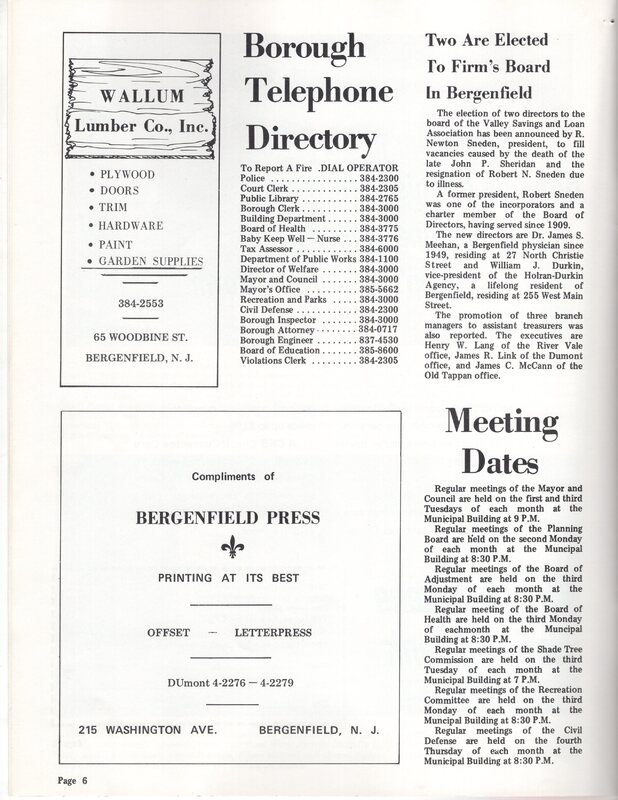 WALLUM
Lumber Co., Inc.
• PLYWOOD
• DOORS
• TRIM
• HARDWARE
• PAINT
• GARDEN SUPPLIES
384-2553
65 WOODBINE ST.
BERGENFIELD, N. J.
Borough
Telephone
Directory
To Report A Fire .DIAL OPERATOR
Police . . . . . . . . . . . . . . . . 384-2300
Court Clerk . . . . . . . . . . . . 384-2305
Public Library . . . . . . . . . . 384-2765
Borough Clerk . . . . . . . . . . 384-3000
Building Department . . . . . . 384-3000
Board of Health . . . . . . . . 384-3775
Baby Keep Well — Nurse . . . 384-3776
Tax Assessor . . . . . . . . . . . 384-6000
Department of Public Works 384-1100
Director of Welfare . . . . . . . 384-3000
Mayor and Council . . . . . . . 384-3000
Mayor's Office . . . . . . . . . 385-5662
Recreation and Parks . . . . . 384-3000
Civil Defense . . . . . . . . . . . 384-2300
Borough Inspector . . . . . . . 384-3000
Borough Attorney . . . . . . . . 384-0717
Borough Engineer . . . . . . . . 837-4530
Board of Education . . . . . . . 385-8600
Violations Clerk . . . . . . . . . 384-2305
Two Are Elected
To Firm's Board
In Bergenfield
The election of two directors to the
board of the Valley Savings and Loan
Association has been announced by R.
Newton Sneden, president, to fill
vacancies caused by the death of the
late John P. Sheridan and the
resignation of Robert N. Sneden due
to illness.
A former president, Robert Sneden
was one of the incorporators and a
charter member of the Board of
Directors, having served since 1909.
The new directors are Dr. James S.
Meehan, a Bergenfield physician since
1949, residing at 27 North Christie
Street and William J. Durkin,
vice-president of the Holran-Durkin
Agency, a lifelong resident of
Bergenfield, residing at 255 West Main
Street.
The promotion of three branch
managers to assistant treasurers was
also reported. The executives are
Henry W. Lang of the River Vale
office, James R. Link of the Dumont
office, and James C. McCann of the
Old Tappan office.
Compliments of
BERGENFIELD PRESS
PRINTING AT ITS BEST
OFFSET — LETTERPRESS
DUmont 4-2276 — 4-2279
215 WASHINGTON AVE. BERGENFIELD, N. J.
Meeting
Dates
Regular meetings of the Mayor and
Council are held on the first and third
Tuesdays of each month at the
Municipal Building at 9 P.M.
Regular meetings of the Planning
Board are held on the second Monday
of each month at the Muncipal
Building at 8:30 P.M.
Regular meetings of the Board of
Adjustment are held on the third
Monday of each month at the
Municipal Building at 8:30 P.M.
Regular meeting of the Board of
Health are held on the third Monday
of eachmonth at the Muncipal
Building at 8:30 P.M.
Regular meetings of the Shade Tree
Commission are held on the third
Tuesday of each month at the
Municipal Building at 7 P.M.
Regular meetings of the Recreation
Committee are held on the third
Monday of each month at the
Muncipal Building at 8:30 P.M.
Regular meetings of the Civil
Defense are held on the fourth
Thursday of each month at the
Municipal Building at 8:30 P.M.
Page 6